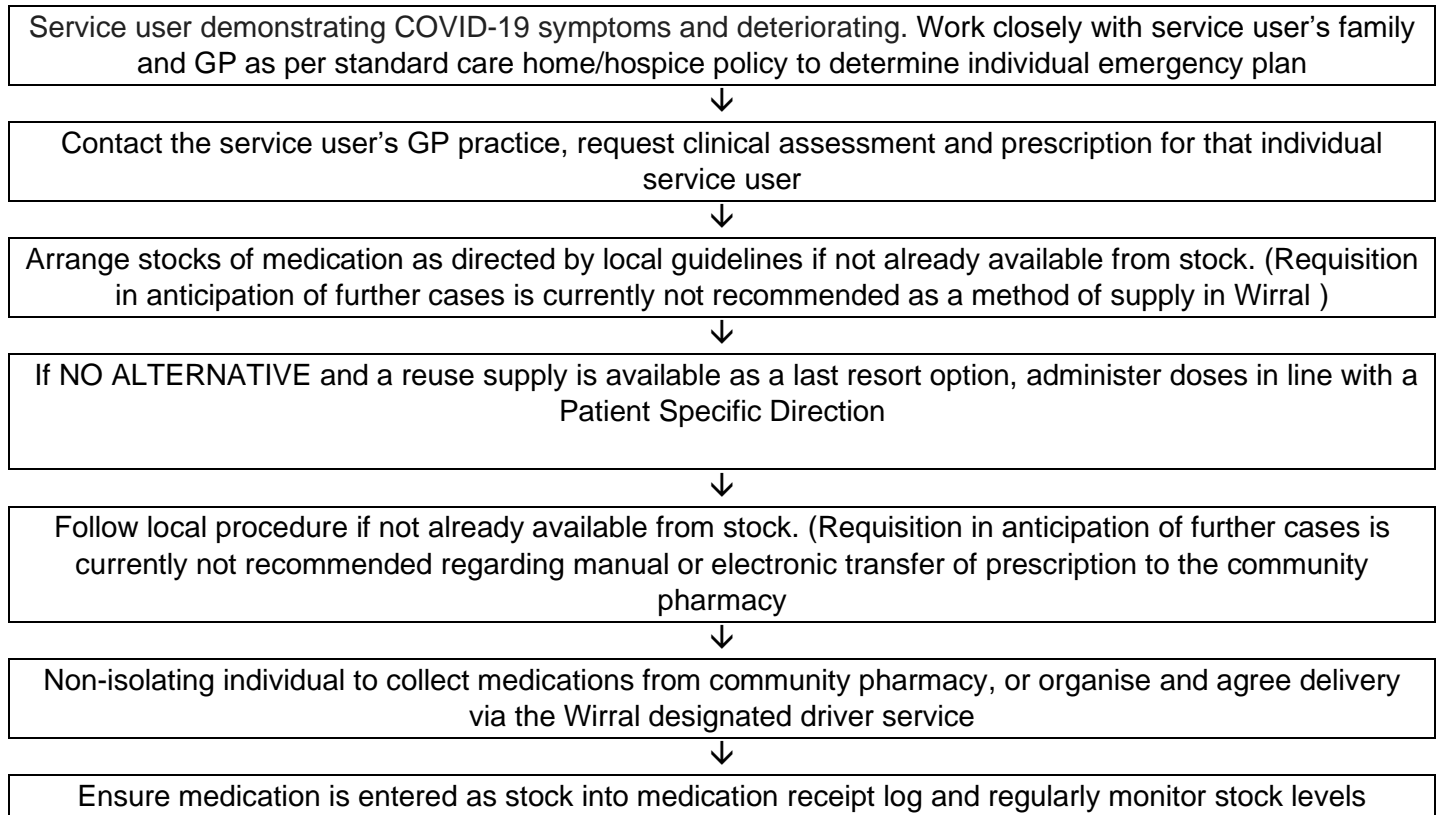 Service user demonstrating COVID-19 symptoms and deteriorating. Work closely with service user’s family
and GP as per standard care home/hospice policy to determine individual emergency plan
↓
Contact the service user’s GP practice, request clinical assessment and prescription for that individual
service user
↓
Arrange stocks of medication as directed by local guidelines if not already available from stock. (Requisition
in anticipation of further cases is currently not recommended as a method of supply in Wirral )
↓
If NO ALTERNATIVE and a reuse supply is available as a last resort option, administer doses in line with a
Patient Specific Direction
↓
Follow local procedure if not already available from stock. (Requisition in anticipation of further cases is
currently not recommended regarding manual or electronic transfer of prescription to the community
pharmacy
↓
Non-isolating individual to collect medications from community pharmacy, or organise and agree delivery
via the Wirral designated driver service
↓
Ensure medication is entered as stock into medication receipt log and regularly monitor stock levels